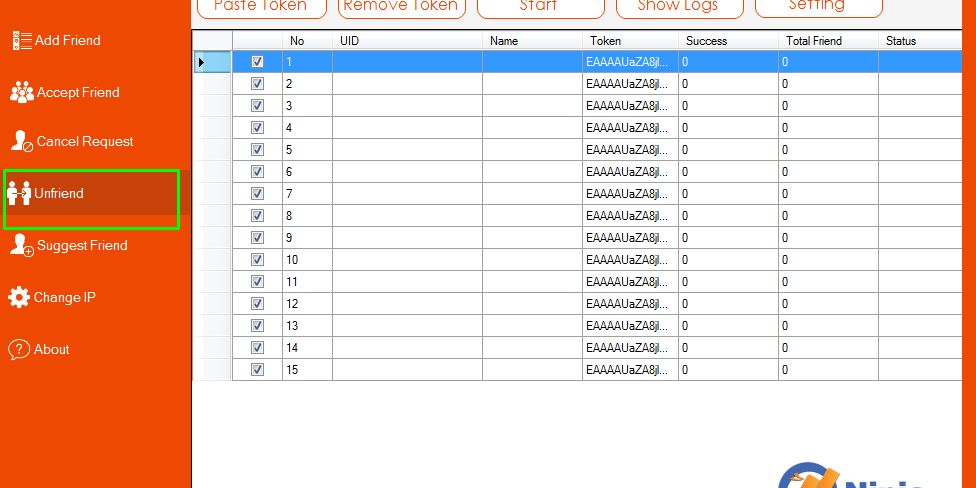 Paste Token Remove Token Start Show Logs Setting
Add Friend
Accept Friend
Cancel Request
Unfriend
Suggest Friend
Change IP
? About
No UID Name Token Success Total Friend Status
1 EAAAAUaZA8jl... 0 0
2 EAAAAUaZA8jl... 0 0
3 EAAAAUaZA8jl... 0 0
4 EAAAAUaZA8jl... 0 0
5 EAAAAUaZA8jl... 0 0
6 EAAAAUaZA8jl... 0 0
7 EAAAAUaZA8jl... 0 0
8 EAAAAUaZA8jl... 0 0
9 EAAAAUaZA8jl... 0 0
10 EAAAAUaZA8jl... 0 0
11 EAAAAUaZA8jl... 0 0
12 EAAAAUaZA8jl... 0 0
13 EAAAAUaZA8jl... 0 0
14 EAAAAUaZA8jl... 0 0
15 EAAAAUaZA8jl... 0 0